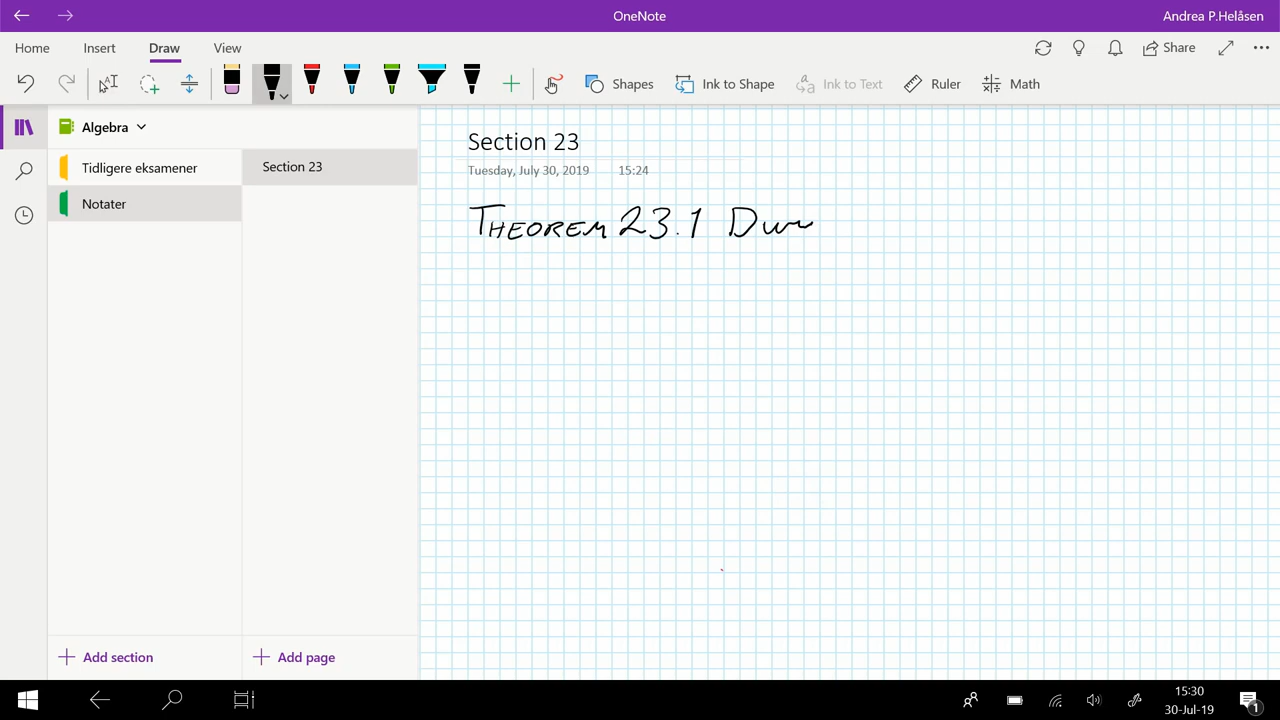 OneNote
Andrea P.Helåsen
Home Insert Draw View
Share
Shapes Ink to Shape Ink to Text Ruler Math
Algebra
Tidligere eksamener
Notater
Section 23
Section 23
Tuesday, July 30, 2019 15:24
THEOREM 23.1
Add section
Add page
15:30
30-Jul-19
1